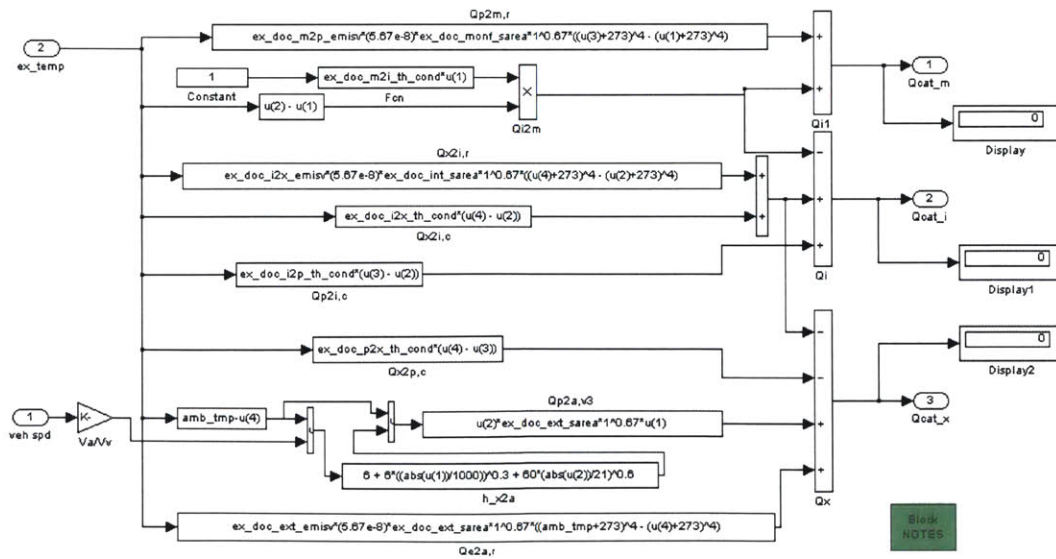 Qp2m,r
ex_doc_m2p_emisv*(5.67e-8)*ex_doc_monf_sarea*1^0.67*((u(3)+273)^4 - (u(1)+273)^4)
2
ex_temp
1
Constant
ex_doc_m2i_th_cond*u(1)
Fcn
u(2) - u(1)
×
Qi2m
+
+
Qi1
1
Qcat_m
0
Display
Qx2i,r
ex_doc_i2x_emisv*(5.67e-8)*ex_doc_int_sarea*1^0.67*((u(4)+273)^4 - (u(2)+273)^4)
+
+
ex_doc_i2x_th_cond*(u(4) - u(2))
Qx2i,c
−
+
+
Qi
2
Qcat_i
0
Display1
ex_doc_i2p_th_cond*(u(3) - u(2))
Qp2i,c
ex_doc_p2x_th_cond*(u(4) - u(3))
Qx2p,c
0
Display2
1
veh spd
K-
Va/Vv
amb_tmp-u(4)
Qp2a,v3
u(2)*ex_doc_ext_sarea*1^0.67*u(1)
6 + 6*((abs(u(1))/1000))^0.3 + 60*(abs(u(2))/21)^0.6
h_x2a
−
−
+
+
Qx
3
Qcat_x
ex_doc_ext_emisv*(5.67e-8)*ex_doc_ext_sarea*1^0.67*((amb_tmp+273)^4 - (u(4)+273)^4)
Qe2a,r
Block
NOTES